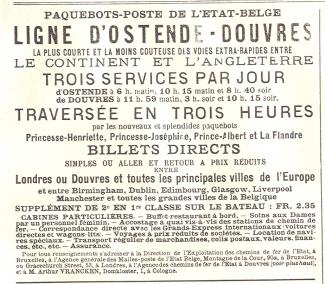 PAQUEBOTS-POSTE DE L'ETAT-BELGE
LIGNE D'OSTENDE-DOUVRES
LA PLUS COURTE ET LA MOINS COUTEUSE DES VOIES EXTRA-RAPIDES ENTRE
LE CONTINENT ET L'ANGLETERRE
TROIS SERVICES PAR JOUR
d'OSTENDE à 6 h. matin, 10 h. 15 matin et 8 h. 40 soir
de DOUVRES à 11 h. 59 matin, 3 h. soir et 10 h. 15 soir.
TRAVERSÉE EN TROIS HEURES
par les nouveaux et splendides paquebots
Princesse-Henriette, Princesse-Joséphine, Prince-Albert et La Flandre
BILLETS DIRECTS
SIMPLES OU ALLER ET RETOUR A PRIX RÉDUITS
ENTRE
Londres ou Douvres et toutes les principales villes de l'Europe
et entre Birmingham, Dublin, Edimbourg, Glasgow, Liverpool
Manchester et toutes les grandes villes de la Belgique
SUPPLÉMENT DE 2e EN 1re CLASSE SUR LE BATEAU : FR. 2.35
CABINES PARTICULIÈRES. — Buffet-restaurant à bord. — Soins aux Dames
par un personnel féminin. — Accostage à quai vis-à-vis des stations de chemin de
fer. — Correspondance directe avec les Grands-Express internationaux (voitures
directes et wagons-lits). — Voyages à prix réduits de sociétés. — Location de navi-
res spéciaux. — Transport régulier de marchandises, colis postaux, valeurs, finan-
ces, etc., etc. — Assurance.
Pour tous renseignements s'adresser à la Direction de l'Exploitation des chemins de fer de l'Etat, à
Bruxelles, à l'Agence générale des Malles-poste de l'Etat Belge, Montagne de la Cour, 90a, à Bruxelles,
ou Gracechurch Street, 53, à Londres, à l'Agence des chemins de fer de l'Etat à Douvres
et à M. Arthur VRANCKEN, Domkloster, 1, à Cologne.